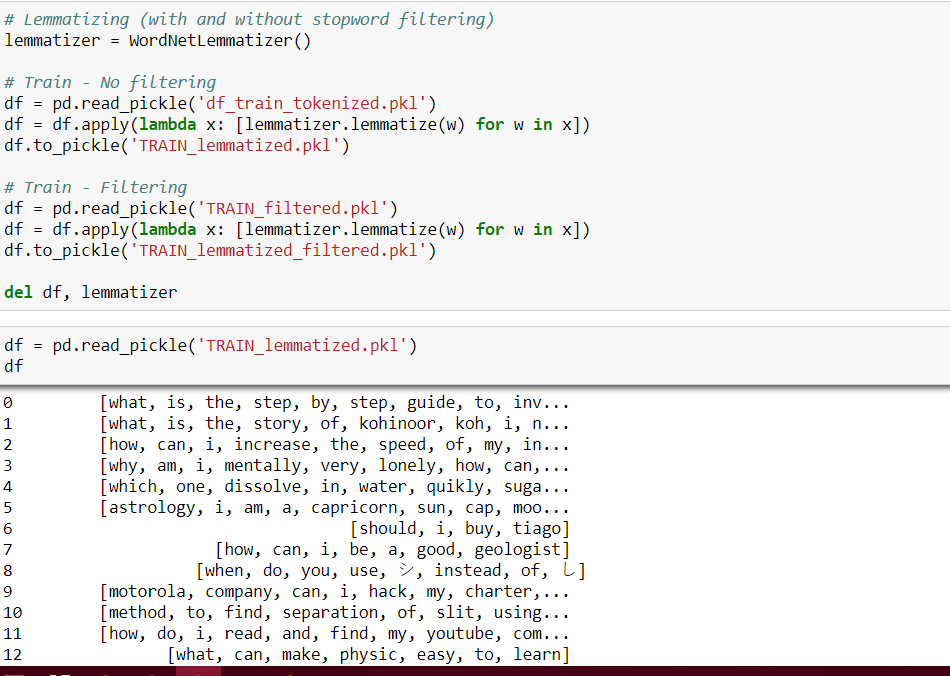 # Lemmatizing (with and without stopword filtering)
lemmatizer = WordNetLemmatizer()
# Train - No filtering
df = pd.read_pickle('df_train_tokenized.pkl')
df = df.apply(lambda x: [lemmatizer.lemmatize(w) for w in x])
df.to_pickle('TRAIN_lemmatized.pkl')
# Train - Filtering
df = pd.read_pickle('TRAIN_filtered.pkl')
df = df.apply(lambda x: [lemmatizer.lemmatize(w) for w in x])
df.to_pickle('TRAIN_lemmatized_filtered.pkl')
del df, lemmatizer
df = pd.read_pickle('TRAIN_lemmatized.pkl')
df
0 [what, is, the, step, by, step, guide, to, inv...
1 [what, is, the, story, of, kohinoor, koh, i, n...
2 [how, can, i, increase, the, speed, of, my, in...
3 [why, am, i, mentally, very, lonely, how, can,...
4 [which, one, dissolve, in, water, quikly, suga...
5 [astrology, i, am, a, capricorn, sun, cap, moo...
6 [should, i, buy, tiago]
7 [how, can, i, be, a, good, geologist]
8 [when, do, you, use, シ, instead, of, し]
9 [motorola, company, can, i, hack, my, charter,...
10 [method, to, find, separation, of, slit, using...
11 [how, do, i, read, and, find, my, youtube, com...
12 [what, can, make, physic, easy, to, learn]